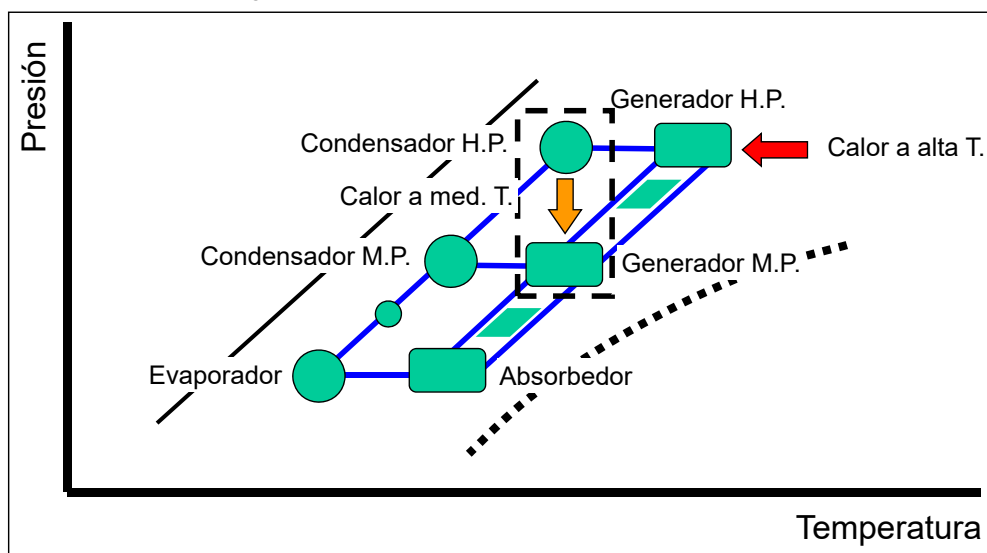 Presión
Generador H.P.
Condensador H.P.
Calor a alta T.
Calor a med. T.
Condensador M.P.
Generador M.P.
Evaporador
Absorbedor
Temperatura